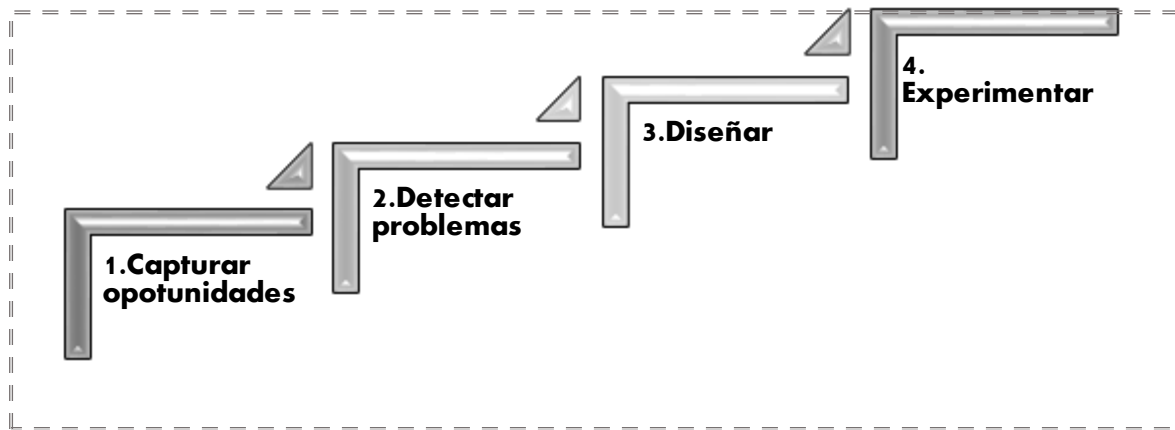 1.Capturar
opotunidades
2.Detectar
problemas
3.Diseñar
4.
Experimentar